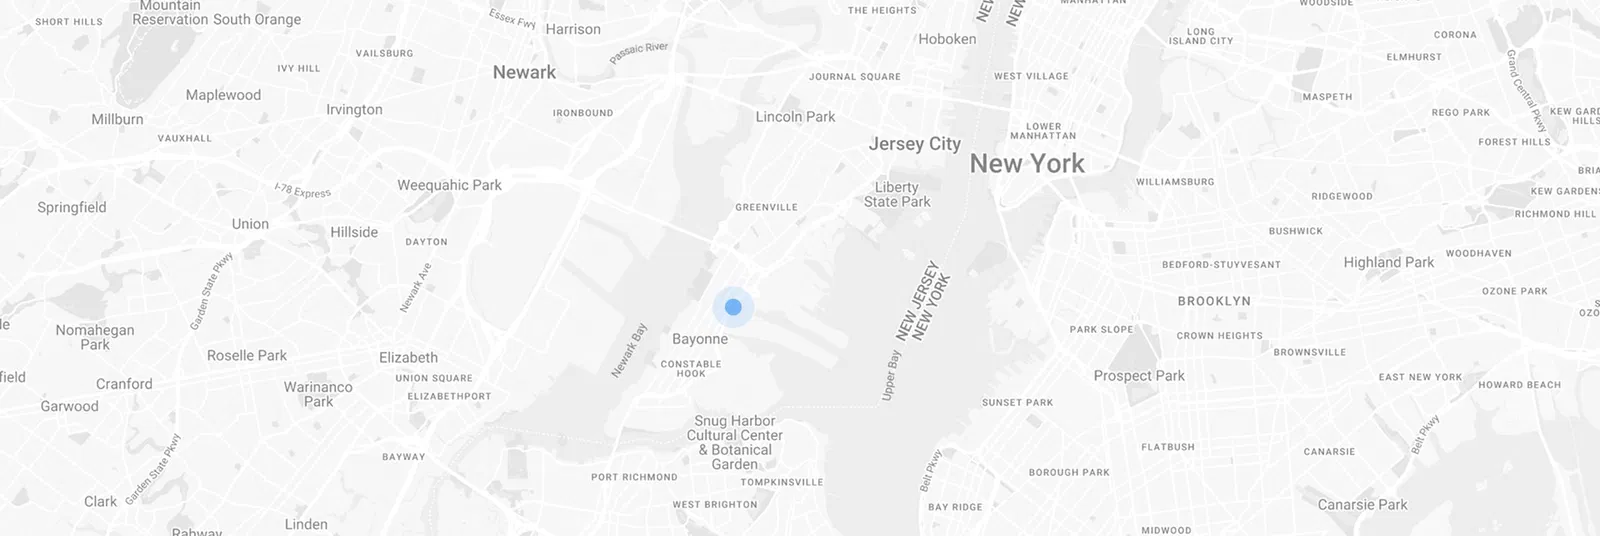 Mountain
Reservation
South Orange
SHORT HILLS
Essex Fwy
Harrison
THE HEIGHTS
MANHATTAN
WOODSIDE
VAILSBURG
Passaic River
Hoboken
LONG
ISLAND CITY
CORONA
IVY HILL
Newark
JOURNAL SQUARE
WEST VILLAGE
ELMHURST
Grand Central Pkwy
Maplewood
Irvington
IRONBOUND
Lincoln Park
MASPETH
REGO PARK
KEW GARD
HILLS
Millburn
VAUXHALL
Jersey City
LOWER
MANHATTAN
FOREST HILLS
New York
BRIA
I-78 Express
Weequahic Park
Liberty
State Park
WILLIAMSBURG
RIDGEWOOD
KEW GARDENS
Springfield
GREENVILLE
RICHMOND HILL
Union
Hillside
DAYTON
BUSHWICK
WOODHAVEN
Garden State Pkwy
Newark Ave
NEW JERSEY
NEW YORK
BEDFORD-STUYVESANT
Highland Park
OZONE PARK
BROOKLYN
S
OZO
le
Nomahegan
Park
Newark Bay
Bayonne
PARK SLOPE
CROWN HEIGHTS
Roselle Park
Elizabeth
CONSTABLE
HOOK
Upper Bay
BROWNSVILLE
field
Cranford
UNION SQUARE
Prospect Park
EAST NEW YORK
HOWARD BEACH
Warinanco
Park
ELIZABETHPORT
Garwood
SUNSET PARK
Snug Harbor
Cultural Center
& Botanical
Garden
Belt Pkwy
Garden State Pkwy
BAYWAY
FLATBUSH
CANARSIE
PORT RICHMOND
TOMPKINSVILLE
Belt Pkwy
BOROUGH PARK
Clark
WEST BRIGHTON
BAY RIDGE
Canarsie Park
Linden
Rahway
MIDWOOD